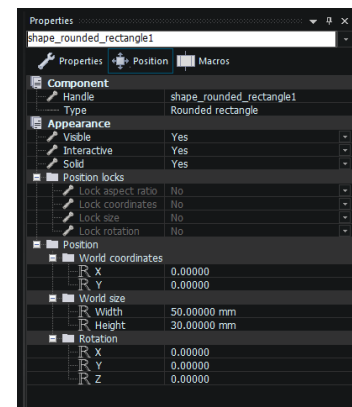 Properties
shape_rounded_rectangle1
Properties Position Macros
Component
Handle shape_rounded_rectangle1
Type Rounded rectangle
Appearance
Visible Yes
Interactive Yes
Solid Yes
Position locks
Lock aspect ratio No
Lock coordinates No
Lock size No
Lock rotation No
Position
World coordinates
R X 0.00000
R Y 0.00000
World size
R Width 50.00000 mm
R Height 30.00000 mm
Rotation
R X 0.00000
R Y 0.00000
R Z 0.00000